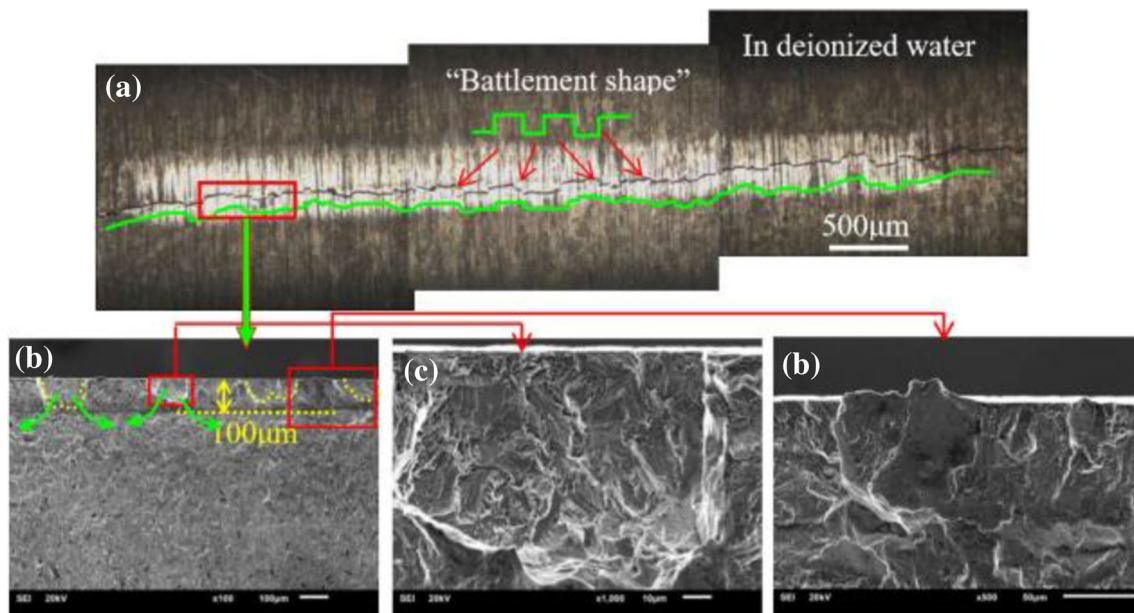 In deionized water
(a)
“Battlement shape”
500μm
(b)
(c)
(b)
100μm
SEI 20kV x100 100μm
SEI 20kV x1,000 10μm
SEI 20kV x500 50μm